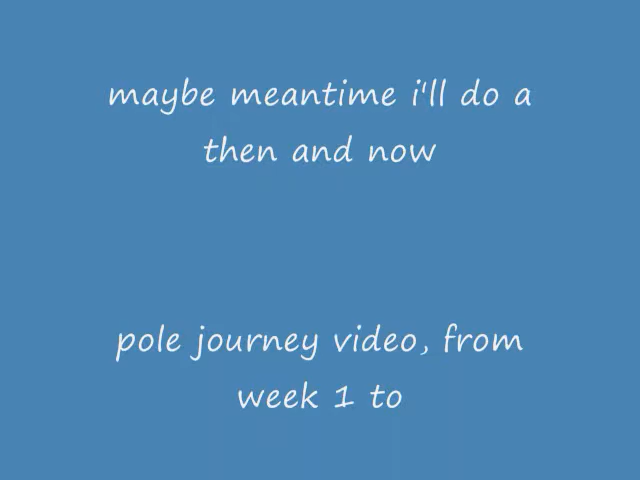 maybe meantime i'll do a
then and now
pole journey video, from
week 1 to